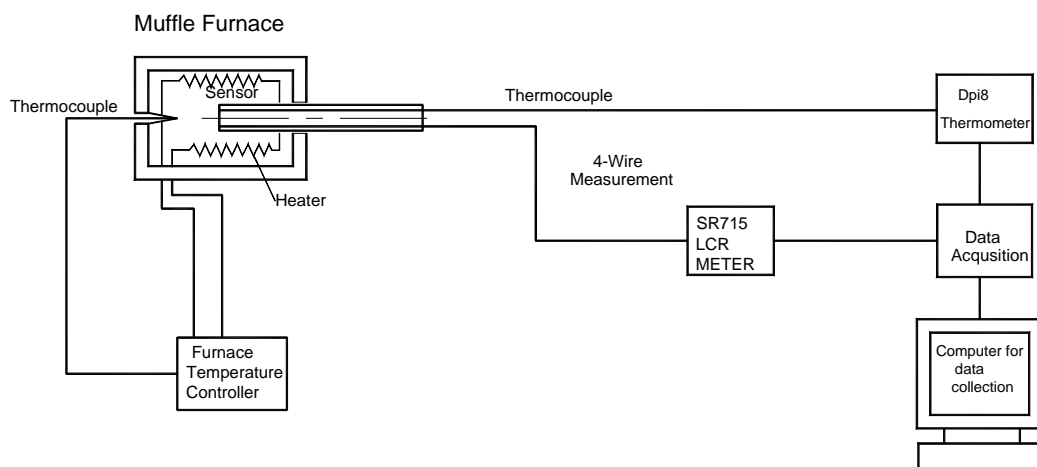 Muffle Furnace
Sensor
Thermocouple
Thermocouple
Dpi8
Thermometer
4-Wire
Measurement
Heater
SR715
LCR
METER
Data
Acqusition
Furnace
Temperature
Controller
Computer for
data
collection